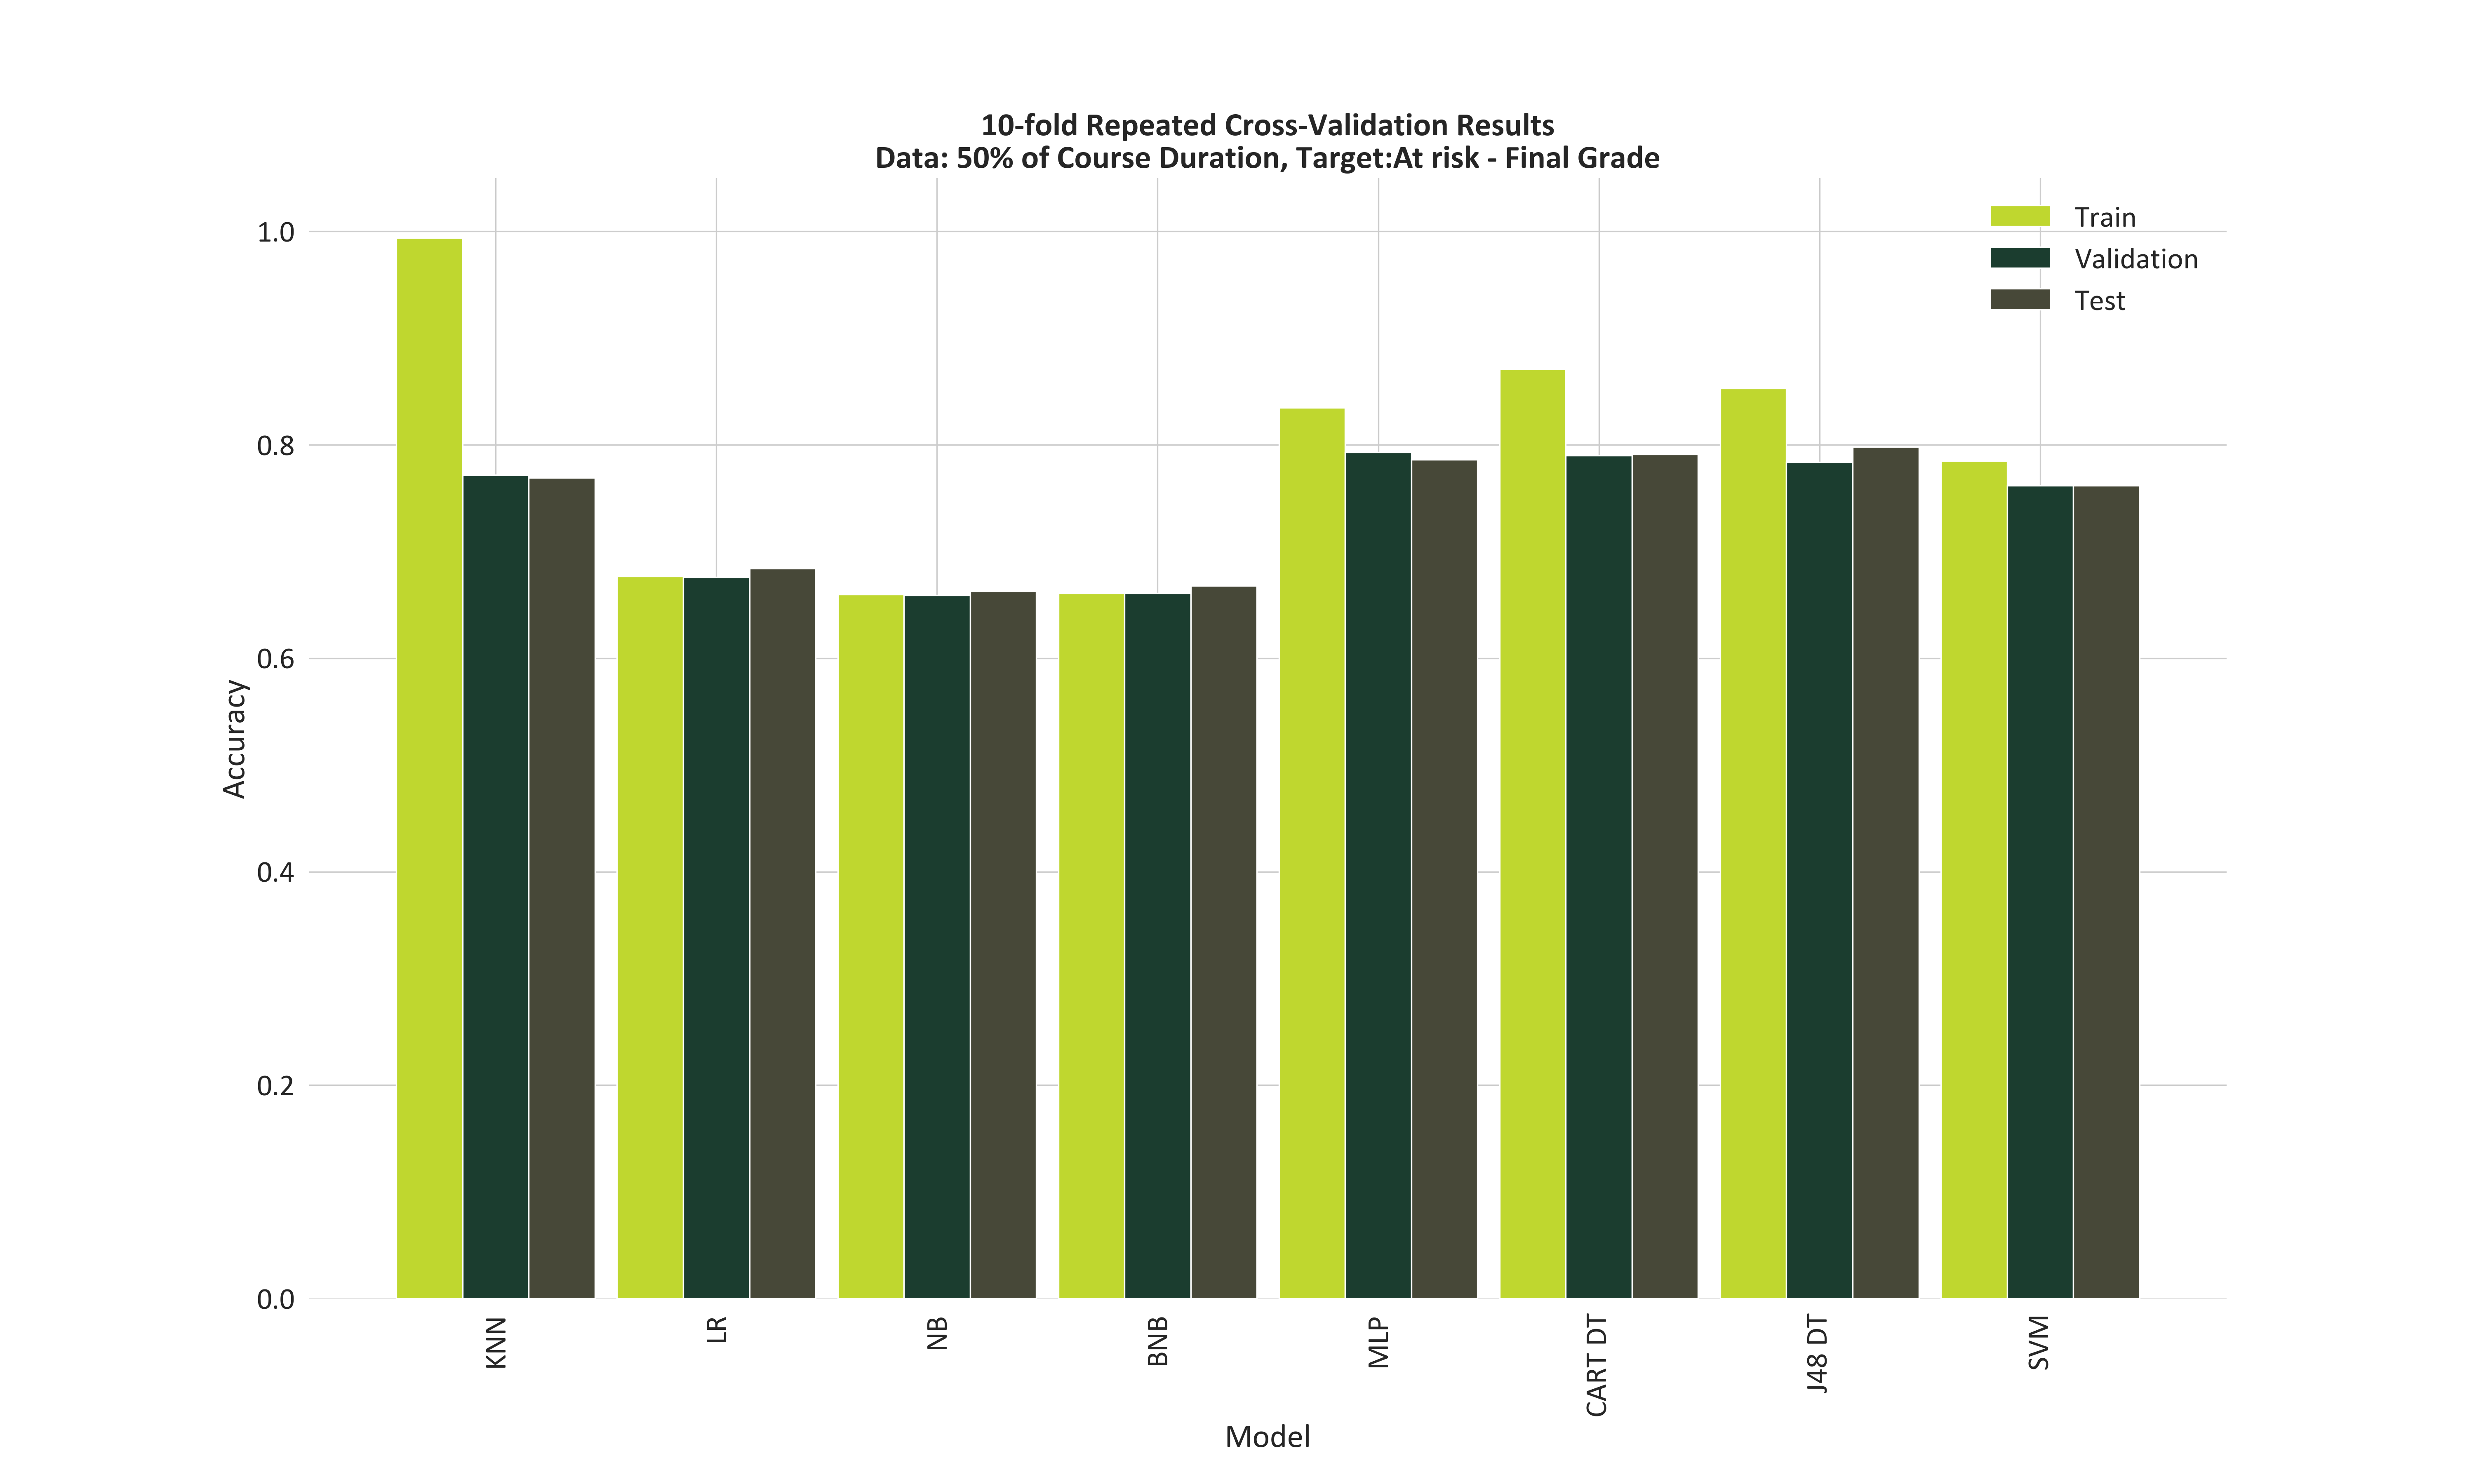 10-fold Repeated Cross-Validation Results
Data: 50% of Course Duration, Target:At risk - Final Grade
Train
Validation
Test
1.0
0.8
0.6
0.4
0.2
0.0
Accuracy
KNN
LR
NB
BNB
MLP
CART DT
J48 DT
SVM
Model